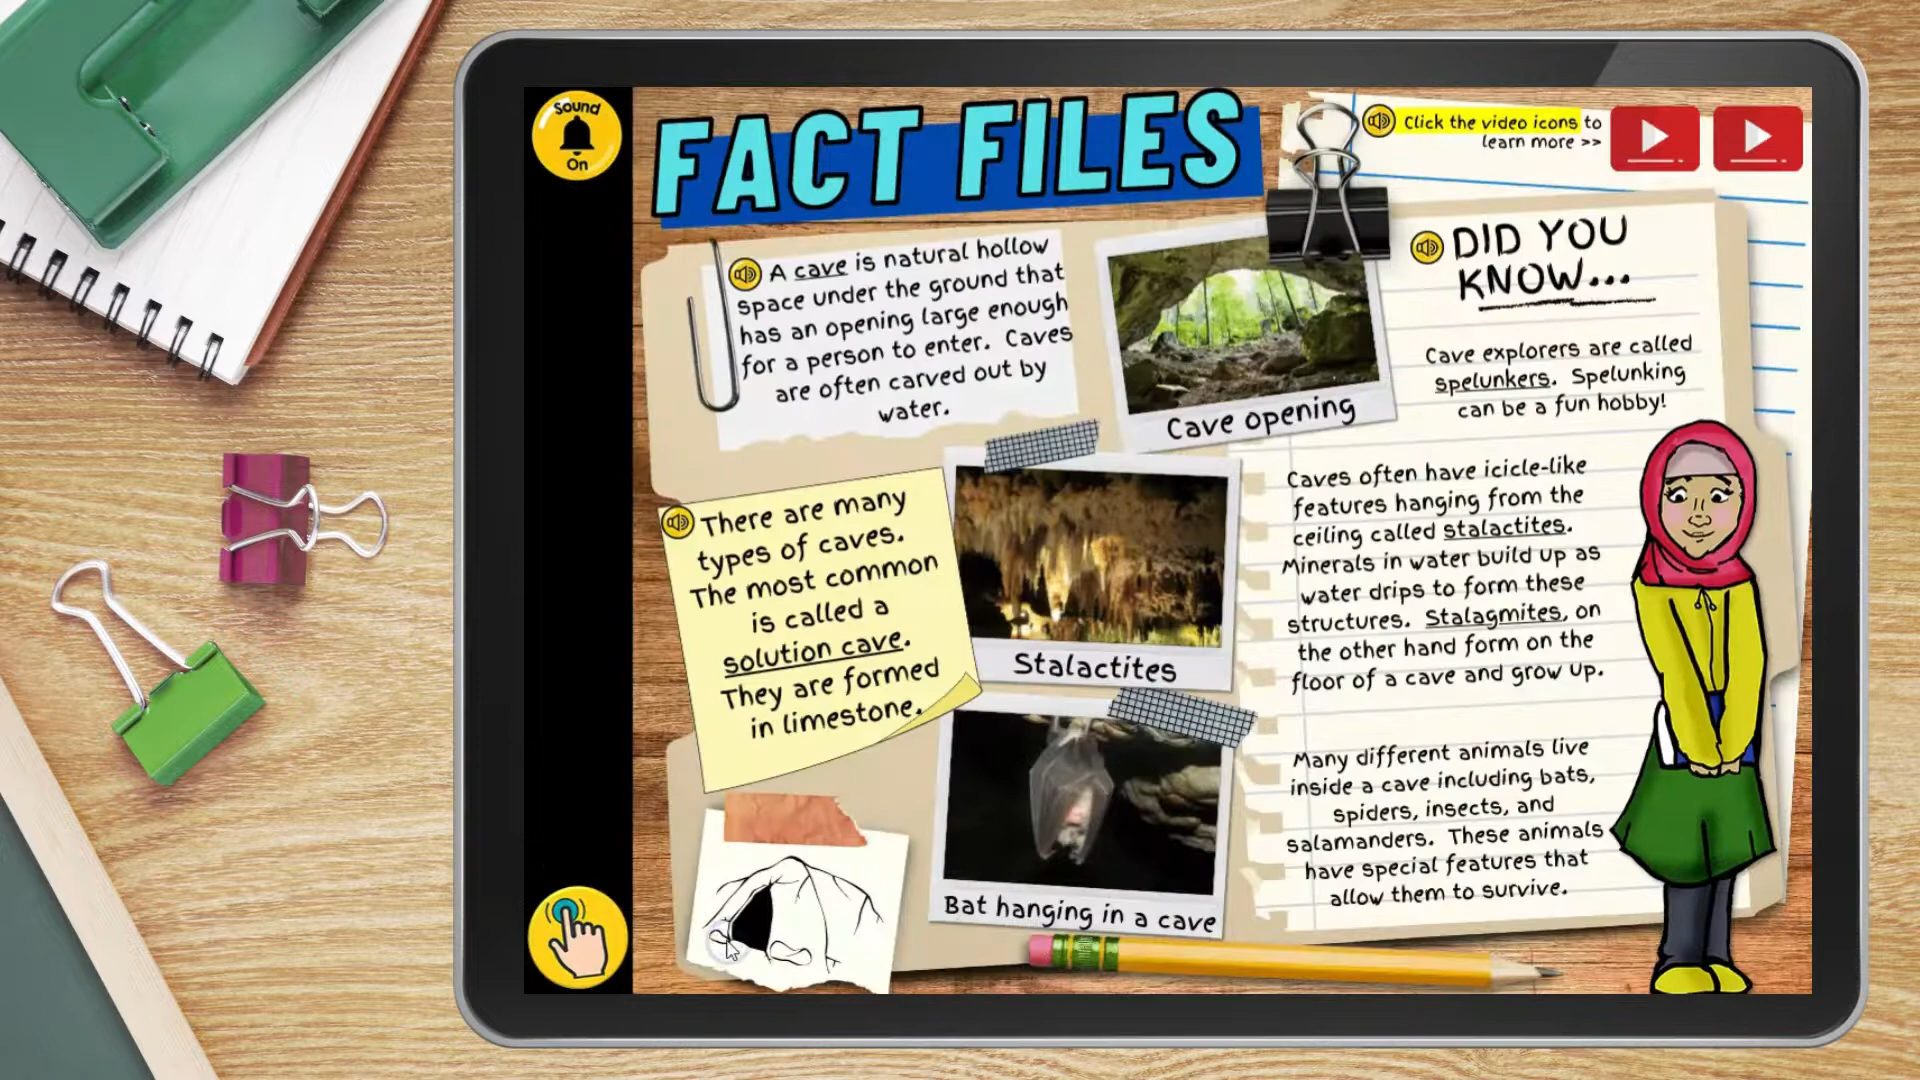 Sound
On
FACT FILES
Click the video icons to
learn more >>
A cave is natural hollow
space under the ground that
has an opening large enough
for a person to enter. Caves
are often carved out by
water.
Cave opening
DID YOU
KNOW...
Cave explorers are called
spelunkers. Spelunking
can be a fun hobby!
There are many
types of caves.
The most common
is called a
solution cave.
They are formed
in limestone.
Stalactites
Caves often have icicle-like
features hanging from the
ceiling called stalactites.
Minerals in water build up as
water drips to form these
structures. Stalagmites, on
the other hand form on the
floor of a cave and grow up.
Bat hanging in a cave
Many different animals live
inside a cave including bats,
spiders, insects, and
salamanders. These animals
have special features that
allow them to survive.